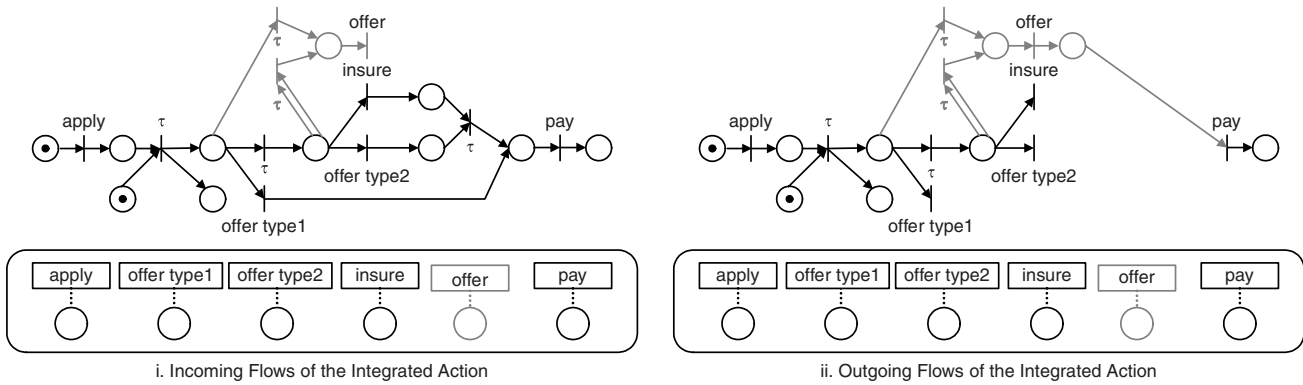 offer
τ
insure
τ
apply
τ
pay
τ
τ
offer type2
offer type1
apply
offer type1
offer type2
insure
offer
pay
i. Incoming Flows of the Integrated Action
offer
τ
insure
τ
apply
τ
pay
τ
offer type2
offer type1
apply
offer type1
offer type2
insure
offer
pay
ii. Outgoing Flows of the Integrated Action